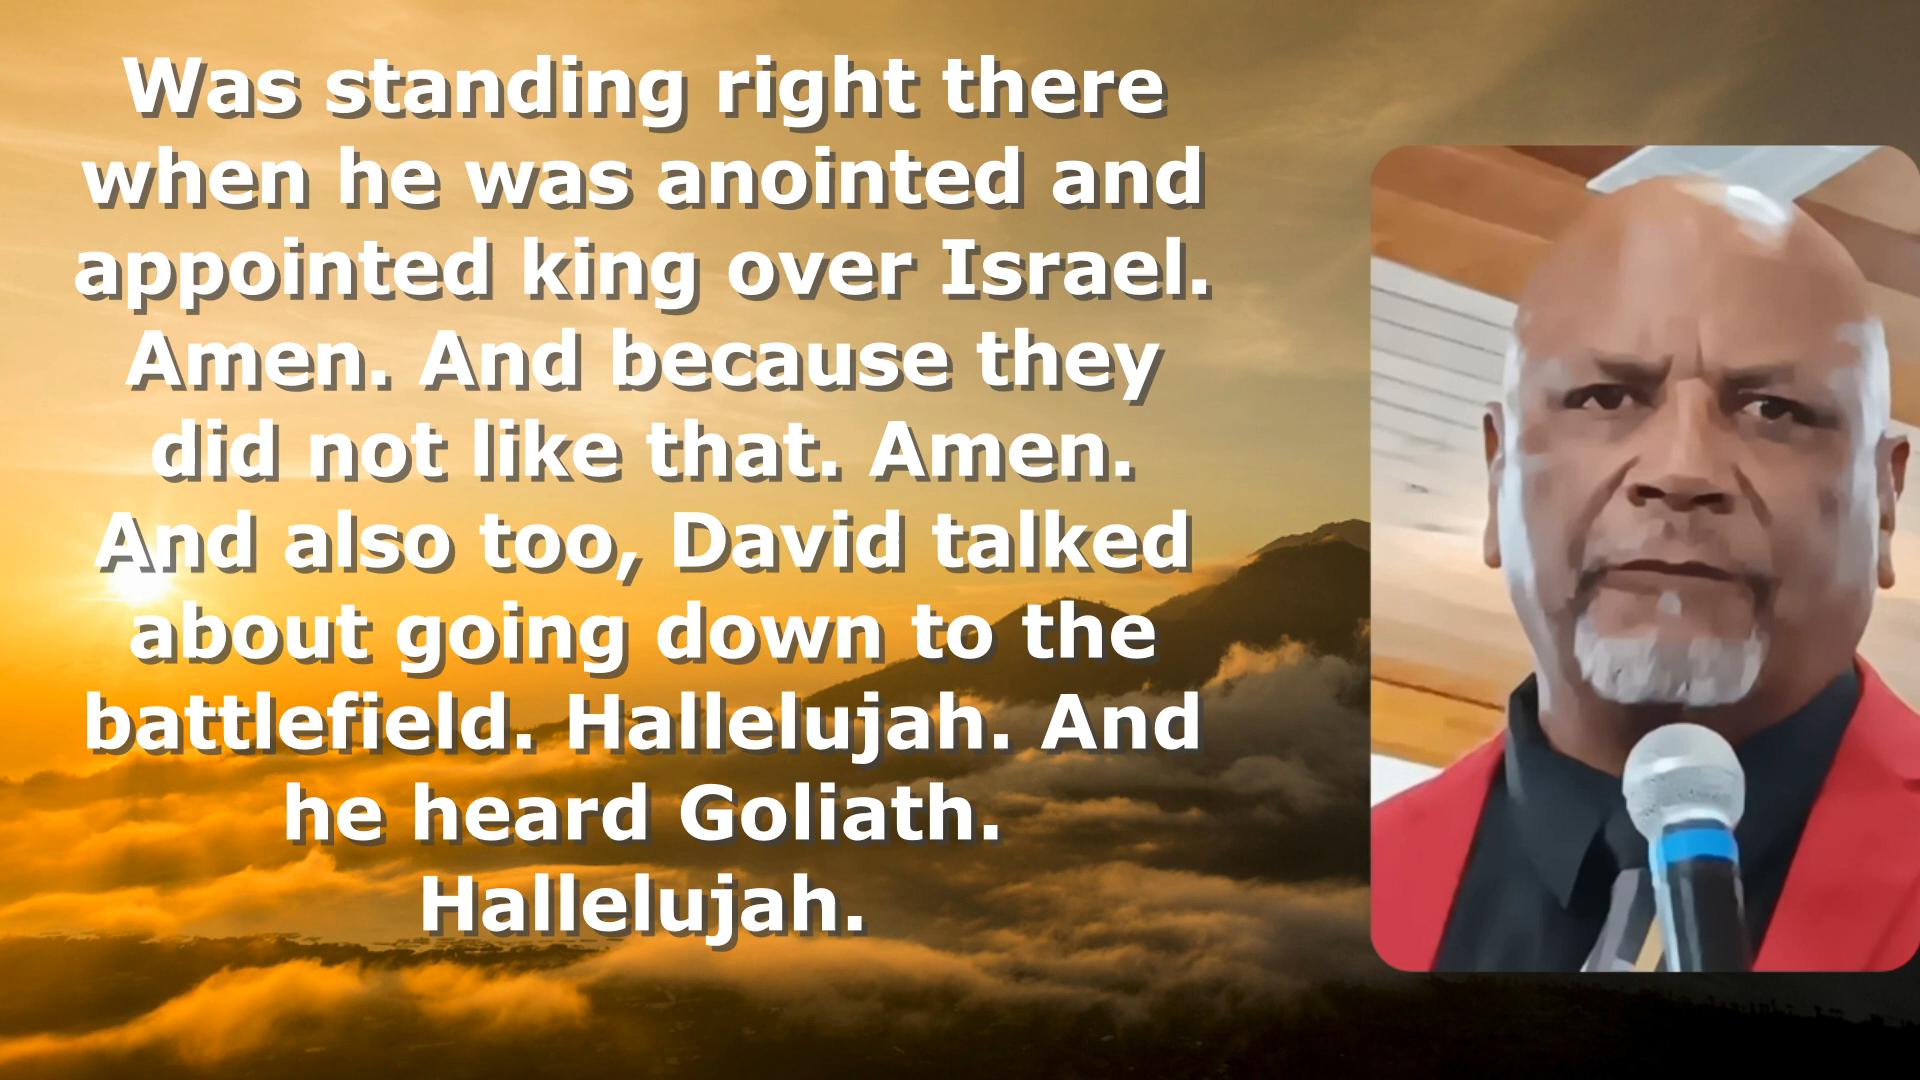 Was standing right there
when he was anointed and
appointed king over Israel.
Amen. And because they
did not like that. Amen.
And also too, David talked
about going down to the
battlefield. Hallelujah. And
he heard Goliath.
Hallelujah.